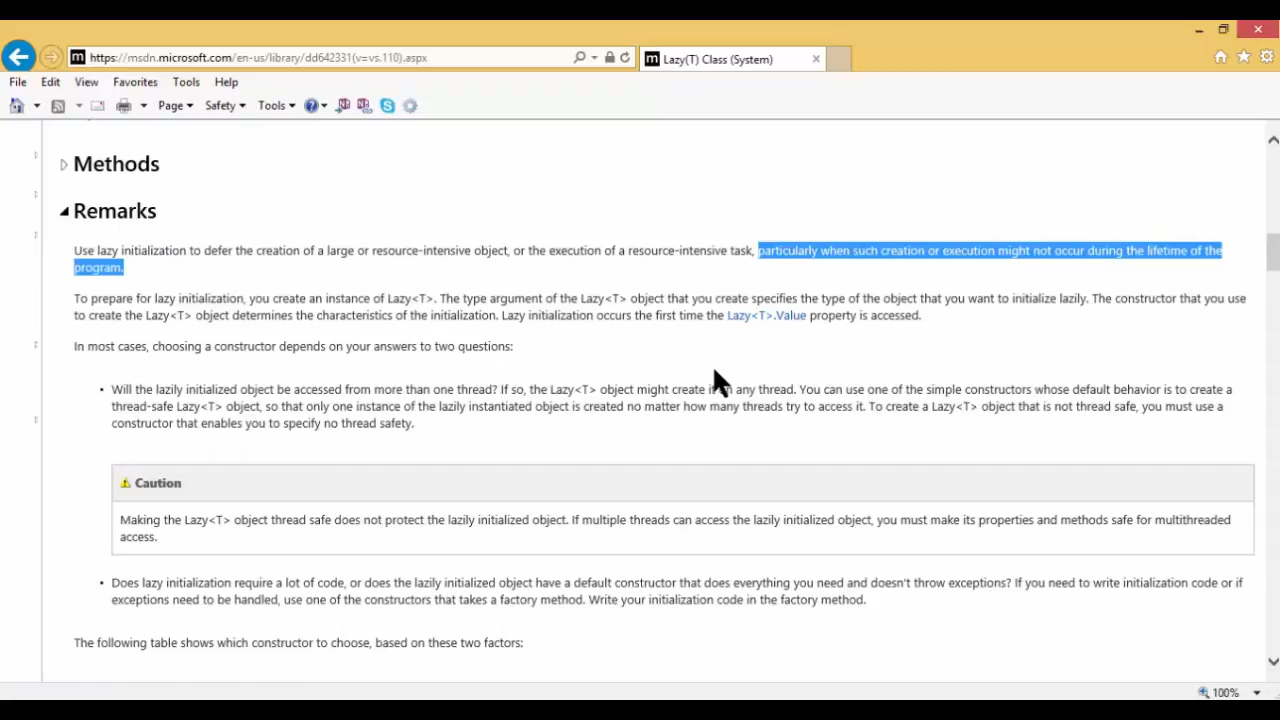 https://msdn.microsoft.com/en-us/library/dd642331(v=vs.110).aspx
Lazy(T) Class (System)
File Edit View Favorites Tools Help
Page Safety Tools
Methods
Remarks
Use lazy initialization to defer the creation of a large or resource-intensive object, or the execution of a resource-intensive task, particularly when such creation or execution might not occur during the lifetime of the
program.
To prepare for lazy initialization, you create an instance of Lazy<T>. The type argument of the Lazy<T> object that you create specifies the type of the object that you want to initialize lazily. The constructor that you use
to create the Lazy<T> object determines the characteristics of the initialization. Lazy initialization occurs the first time the Lazy<T>.Value property is accessed.
In most cases, choosing a constructor depends on your answers to two questions:
• Will the lazily initialized object be accessed from more than one thread? If so, the Lazy<T> object might create it on any thread. You can use one of the simple constructors whose default behavior is to create a
thread-safe Lazy<T> object, so that only one instance of the lazily instantiated object is created no matter how many threads try to access it. To create a Lazy<T> object that is not thread safe, you must use a
constructor that enables you to specify no thread safety.
Caution
Making the Lazy<T> object thread safe does not protect the lazily initialized object. If multiple threads can access the lazily initialized object, you must make its properties and methods safe for multithreaded
access.
• Does lazy initialization require a lot of code, or does the lazily initialized object have a default constructor that does everything you need and doesn't throw exceptions? If you need to write initialization code or if
exceptions need to be handled, use one of the constructors that takes a factory method. Write your initialization code in the factory method.
The following table shows which constructor to choose, based on these two factors:
100%